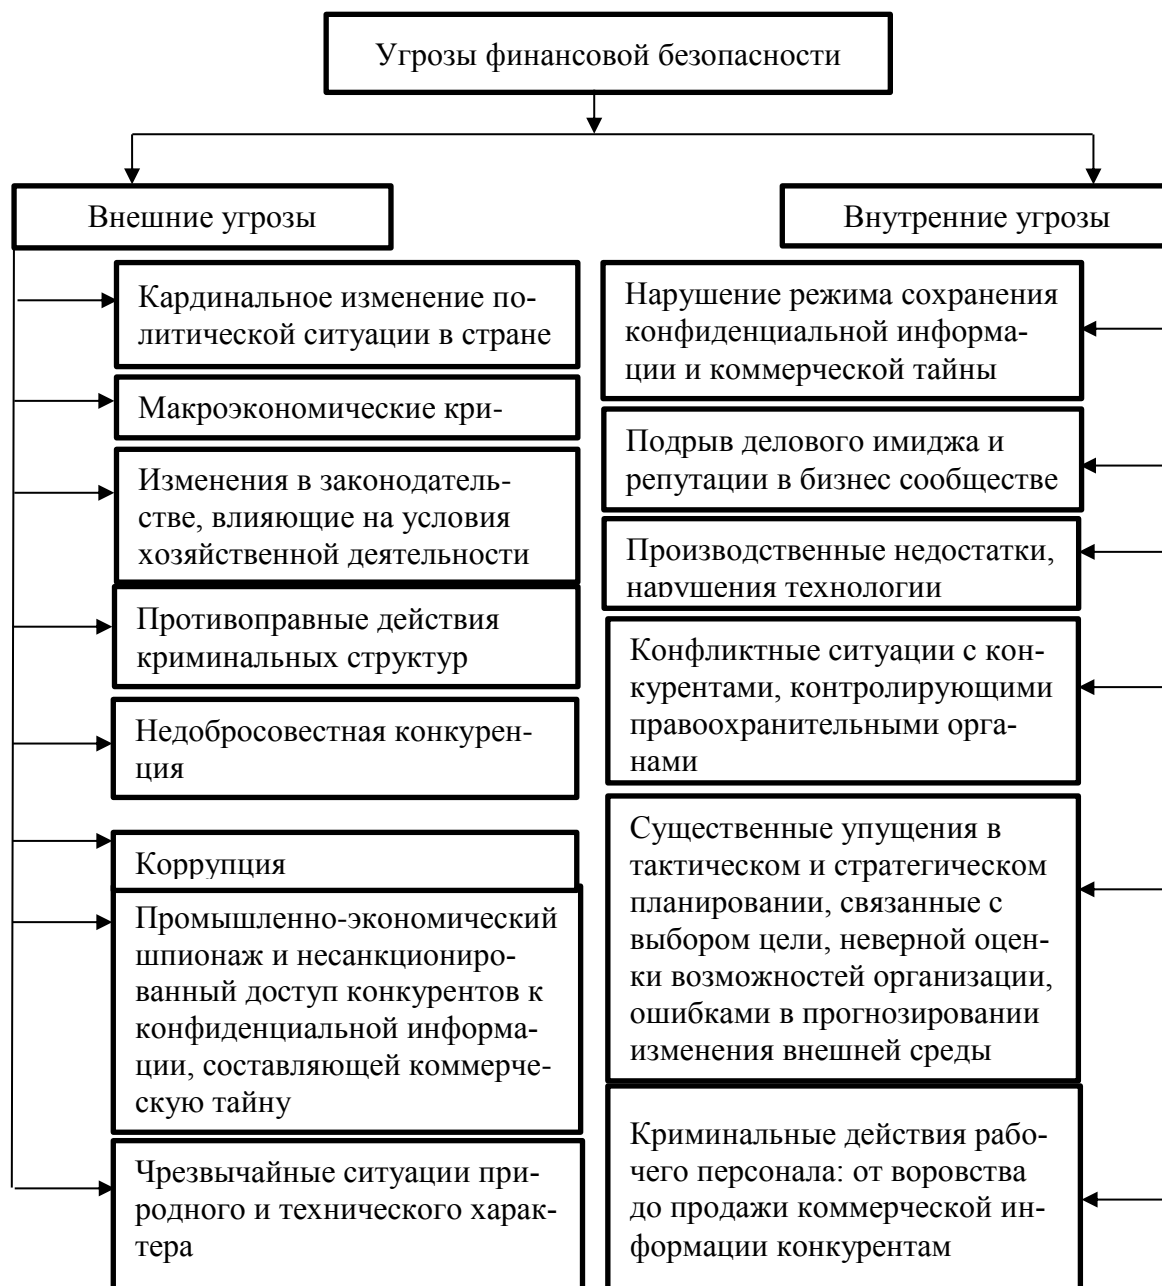 Угрозы финансовой безопасности
Внешние угрозы
Кардинальное изменение по-
литической ситуации в стране
Макроэкономические кри-
Изменения в законодатель-
стве, влияющие на условия
хозяйственной деятельности
Противоправные действия
криминальных структур
Недобросовестная конкурен-
ция
Коррупция
Промышленно-экономический
шпионаж и несанкциониро-
ванный доступ конкурентов к
конфиденциальной информа-
ции, составляющей коммерче-
скую тайну
Чрезвычайные ситуации при-
родного и технического харак-
тера
Внутренние угрозы
Нарушение режима сохранения
конфиденциальной информа-
ции и коммерческой тайны
Подрыв делового имиджа и
репутации в бизнес сообществе
Производственные недостатки,
нарушения технологии
Конфликтные ситуации с кон-
курентами, контролирующими
правоохранительными орга-
нами
Существенные упущения в
тактическом и стратегическом
планировании, связанные с
выбором цели, неверной оцен-
ки возможностей организации,
ошибками в прогнозировании
изменения внешней среды
Криминальные действия рабо-
чего персонала: от воровства
до продажи коммерческой ин-
формации конкурентам